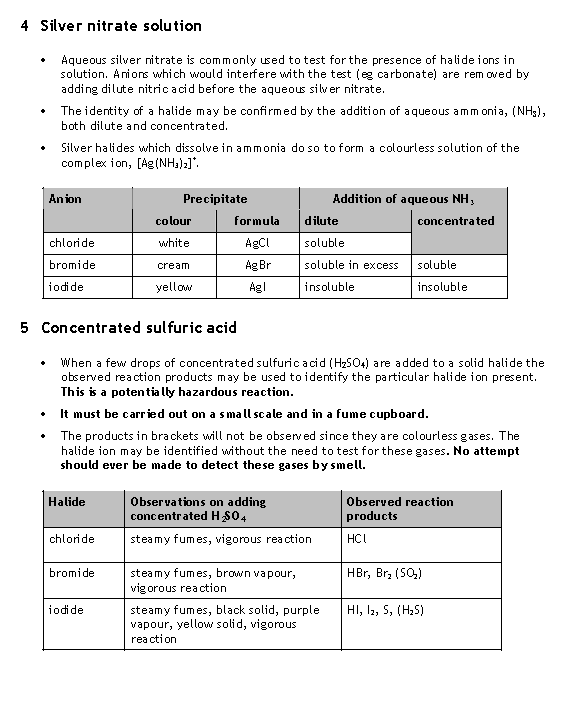 4 Silver nitrate solution
• Aqueous silver nitrate is commonly used to test for the presence of halide ions in
solution. Anions which would interfere with the test (eg carbonate) are removed by
adding dilute nitric acid before the aqueous silver nitrate.
• The identity of a halide may be confirmed by the addition of aqueous ammonia, (NH₃),
both dilute and concentrated.
• Silver halides which dissolve in ammonia do so to form a colourless solution of the
complex ion, [Ag(NH₃)₂]⁺.
Anion Precipitate Addition of aqueous NH₃
colour formula dilute concentrated
chloride white AgCl soluble
bromide cream AgBr soluble in excess soluble
iodide yellow AgI insoluble insoluble
5 Concentrated sulfuric acid
• When a few drops of concentrated sulfuric acid (H₂SO₄) are added to a solid halide the
observed reaction products may be used to identify the particular halide ion present.
This is a potentially hazardous reaction.
• It must be carried out on a small scale and in a fume cupboard.
• The products in brackets will not be observed since they are colourless gases. The
halide ion may be identified without the need to test for these gases. No attempt
should ever be made to detect these gases by smell.
Halide Observations on adding Observed reaction
concentrated H₂SO₄ products
chloride steamy fumes, vigorous reaction HCl
bromide steamy fumes, brown vapour, HBr, Br₂ (SO₂)
vigorous reaction
iodide steamy fumes, black solid, purple HI, I₂, S, (H₂S)
vapour, yellow solid, vigorous
reaction